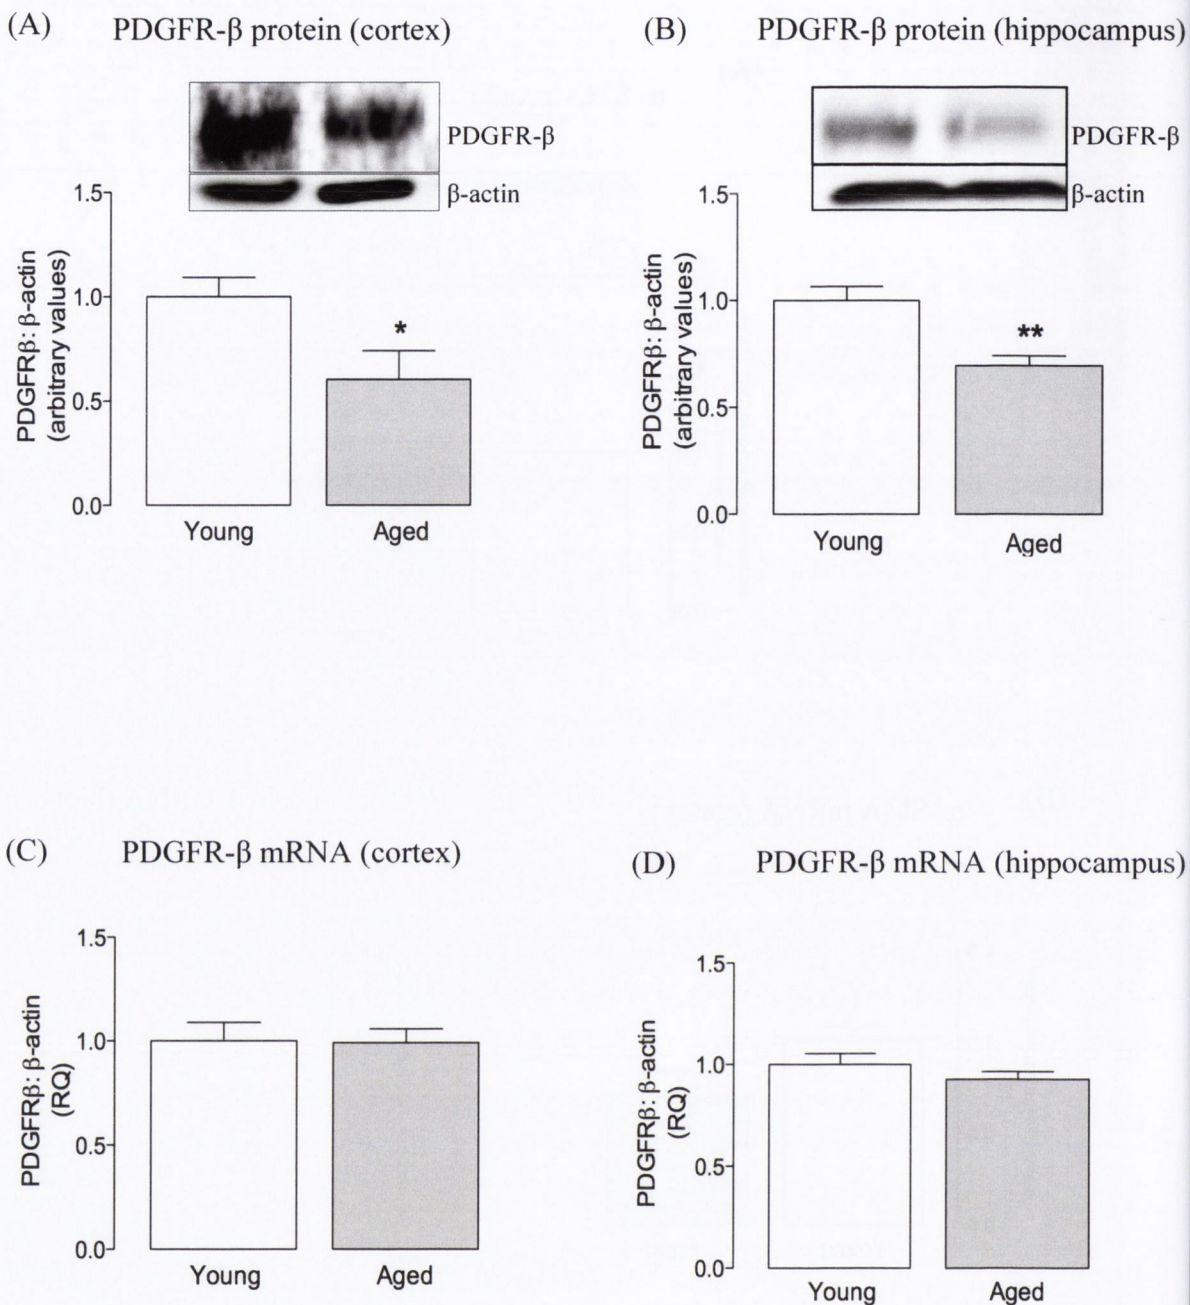 (A) PDGFR-β protein (cortex)
PDGFR-β
β-actin
1.5
1.0
0.5
0.0
PDGFRβ: β-actin
(arbitrary values)
*
Young Aged
(B) PDGFR-β protein (hippocampus)
PDGFR-β
β-actin
1.5
1.0
0.5
0.0
PDGFRβ: β-actin
(arbitrary values)
**
Young Aged
(C) PDGFR-β mRNA (cortex)
1.5
1.0
0.5
0.0
PDGFRβ: β-actin
(RQ)
Young Aged
(D) PDGFR-β mRNA (hippocampus)
1.5
1.0
0.5
0.0
PDGFRβ: β-actin
(RQ)
Young Aged